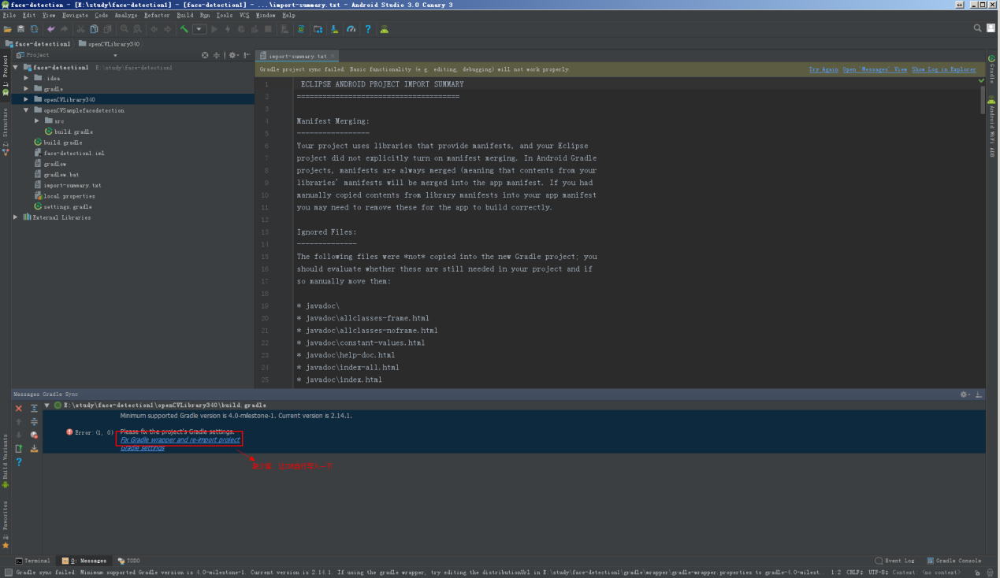 face-detection - [E:\study\face-detection1] - [face-detection1] - ...\import-summary.txt - Android Studio 3.0 Canary 3
File Edit View Navigate Code Analyze Refactor Build Run Tools VCS Window Help
face-detection1 openCVLibrary340
Project
import-summary.txt
Gradle project sync failed. Basic functionality (e.g. editing, debugging) will not work properly.
Try Again Open 'Messages' View Show Log in Explorer
1: Project
Z: Structure
Build Variants
2: Favorites
Gradle
Android WiFi ADB
face-detection1 E:\study\face-detection1
.idea
gradle
openCVLibrary340
openCVSamplefacedetection
src
build.gradle
build.gradle
face-detection1.iml
gradlew
gradlew.bat
import-summary.txt
local.properties
settings.gradle
External Libraries
1 ECLIPSE ANDROID PROJECT IMPORT SUMMARY
2 ======================================
3
4 Manifest Merging:
5 -----------------
6 Your project uses libraries that provide manifests, and your Eclipse
7 project did not explicitly turn on manifest merging. In Android Gradle
8 projects, manifests are always merged (meaning that contents from your
9 libraries' manifests will be merged into the app manifest. If you had
10 manually copied contents from library manifests into your app manifest
11 you may need to remove these for the app to build correctly.
12
13 Ignored Files:
14 --------------
15 The following files were *not* copied into the new Gradle project; you
16 should evaluate whether these are still needed in your project and if
17 so manually move them:
18
19 * javadoc\
20 * javadoc\allclasses-frame.html
21 * javadoc\allclasses-noframe.html
22 * javadoc\constant-values.html
23 * javadoc\help-doc.html
24 * javadoc\index-all.html
25 * javadoc\index.html
Messages Gradle Sync
E:\study\face-detection1\openCVLibrary340\build.gradle
Minimum supported Gradle version is 4.0-milestone-1. Current version is 2.14.1.
Error:(1, 0) Please fix the project's Gradle settings.
Fix Gradle wrapper and re-import project
Gradle settings
Terminal 0: Messages TODO
Event Log Gradle Console
Gradle sync failed: Minimum supported Gradle version is 4.0-milestone-1. Current version is 2.14.1. If using the gradle wrapper, try editing the distributionUrl in E:\study\face-detection1\gradle\wrapper\gradle-wrapper.properties to gradle-4.0-milest... 1:2 CRLF: UTF-8: Context: <no context>